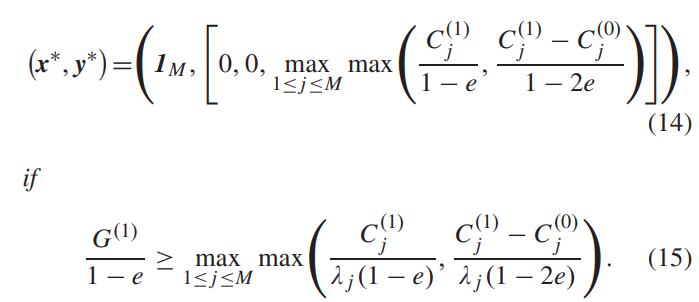 (x*, y*) = ( 1_M, [ 0, 0, max_{1≤j≤M} max ( C_j^{(1)} / (1 − e), (C_j^{(1)} − C_j^{(0)}) / (1 − 2e) ) ] ),
(14)
if
G^{(1)} / (1 − e) ≥ max_{1≤j≤M} max ( C_j^{(1)} / (λ_j(1 − e)), (C_j^{(1)} − C_j^{(0)}) / (λ_j(1 − 2e)) ). (15)